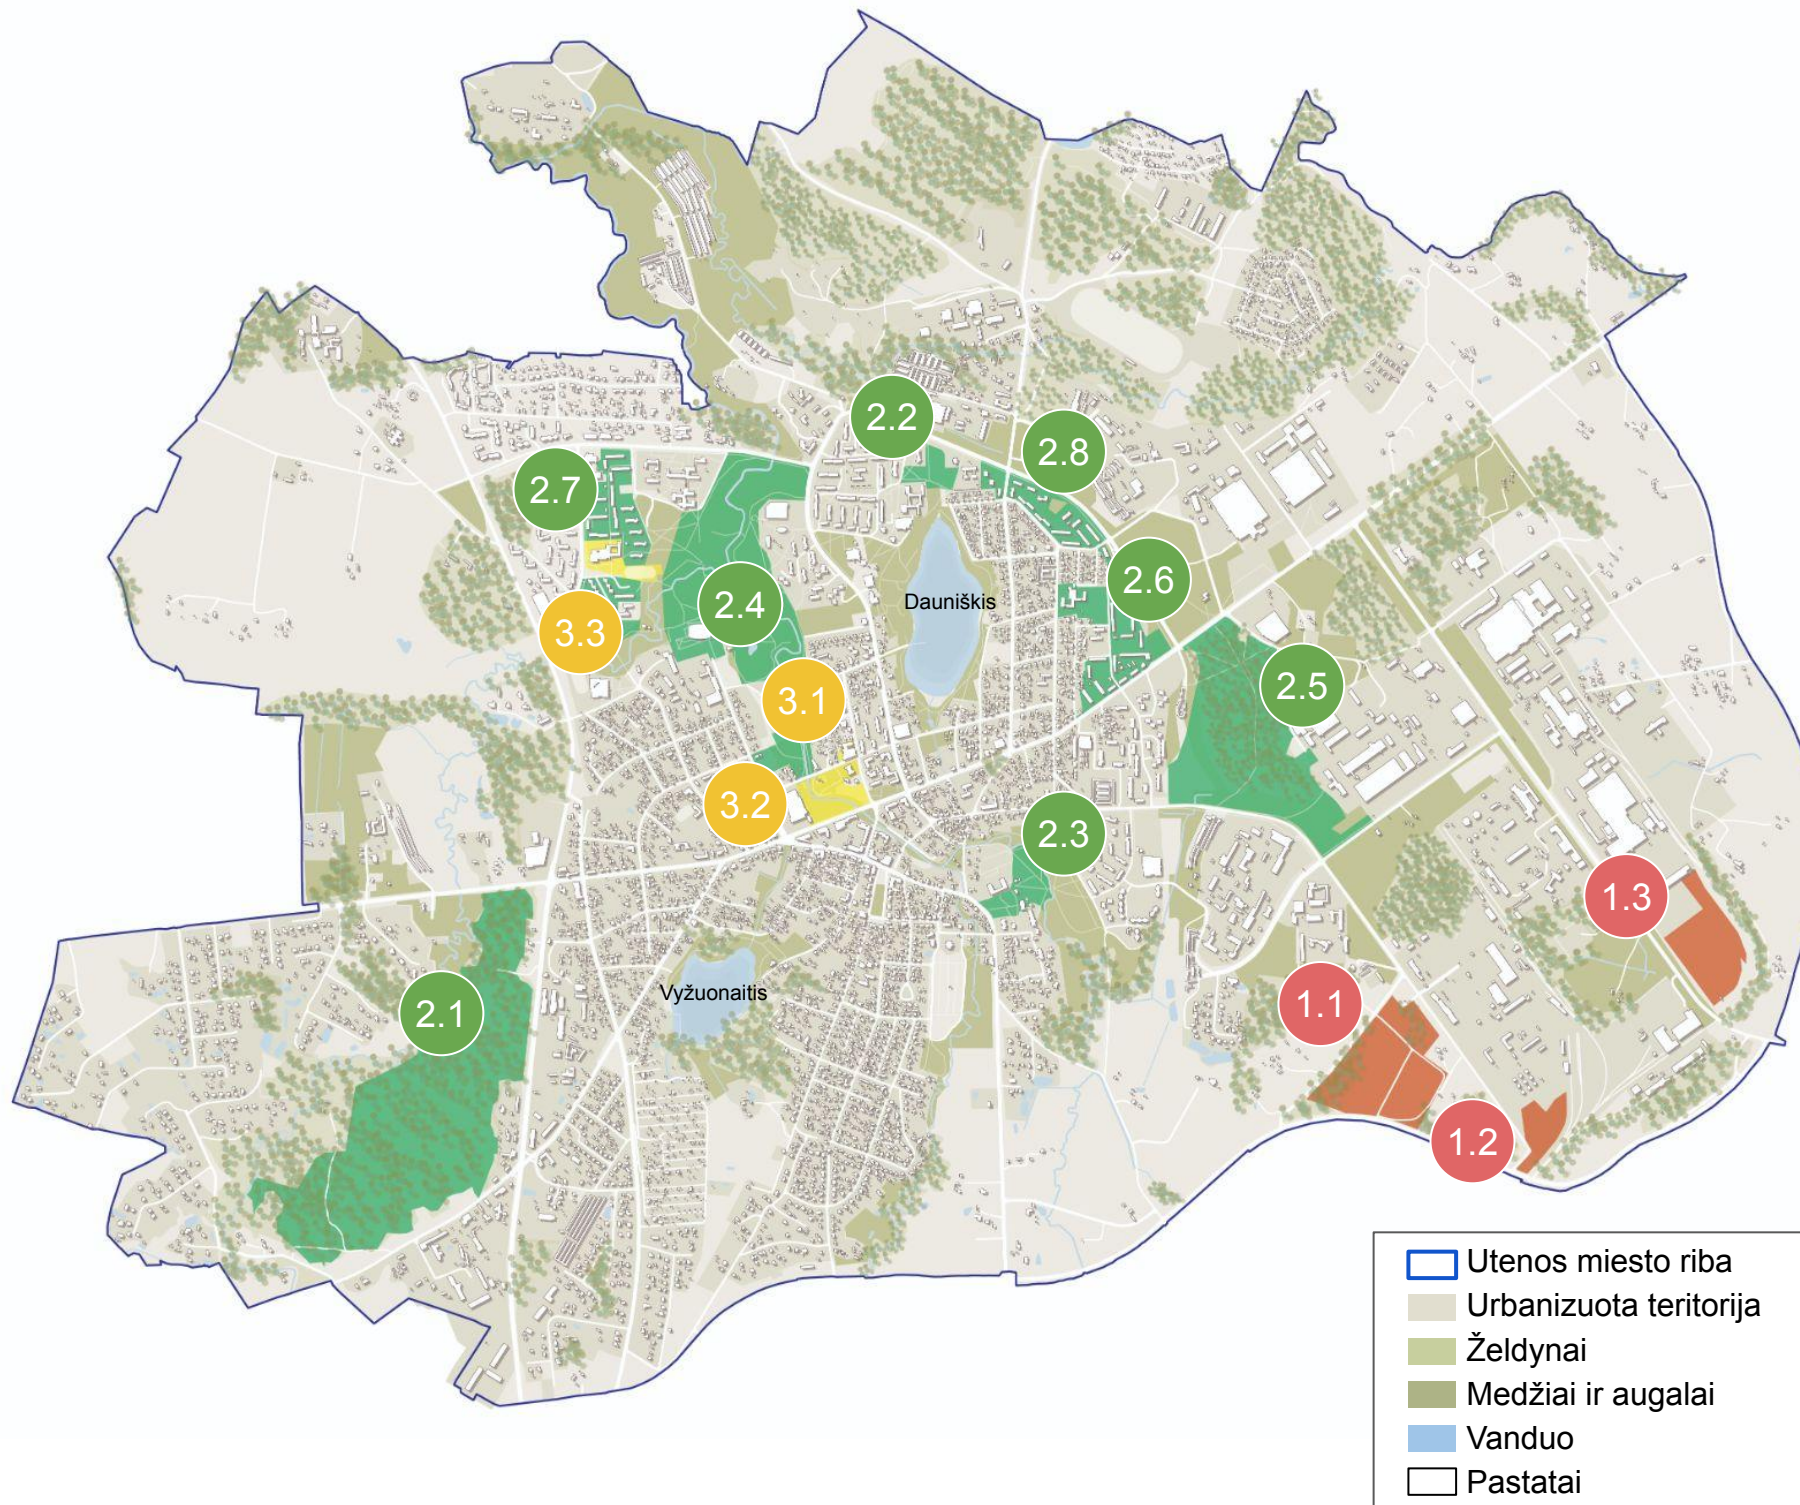 2.2
2.8
2.7
2.6
Dauniškis
2.4
3.3
2.5
3.1
3.2
2.3
1.3
Vyžuonaitis
1.1
2.1
1.2
Utenos miesto riba
Urbanizuota teritorija
Želdynai
Medžiai ir augalai
Vanduo
Pastatai